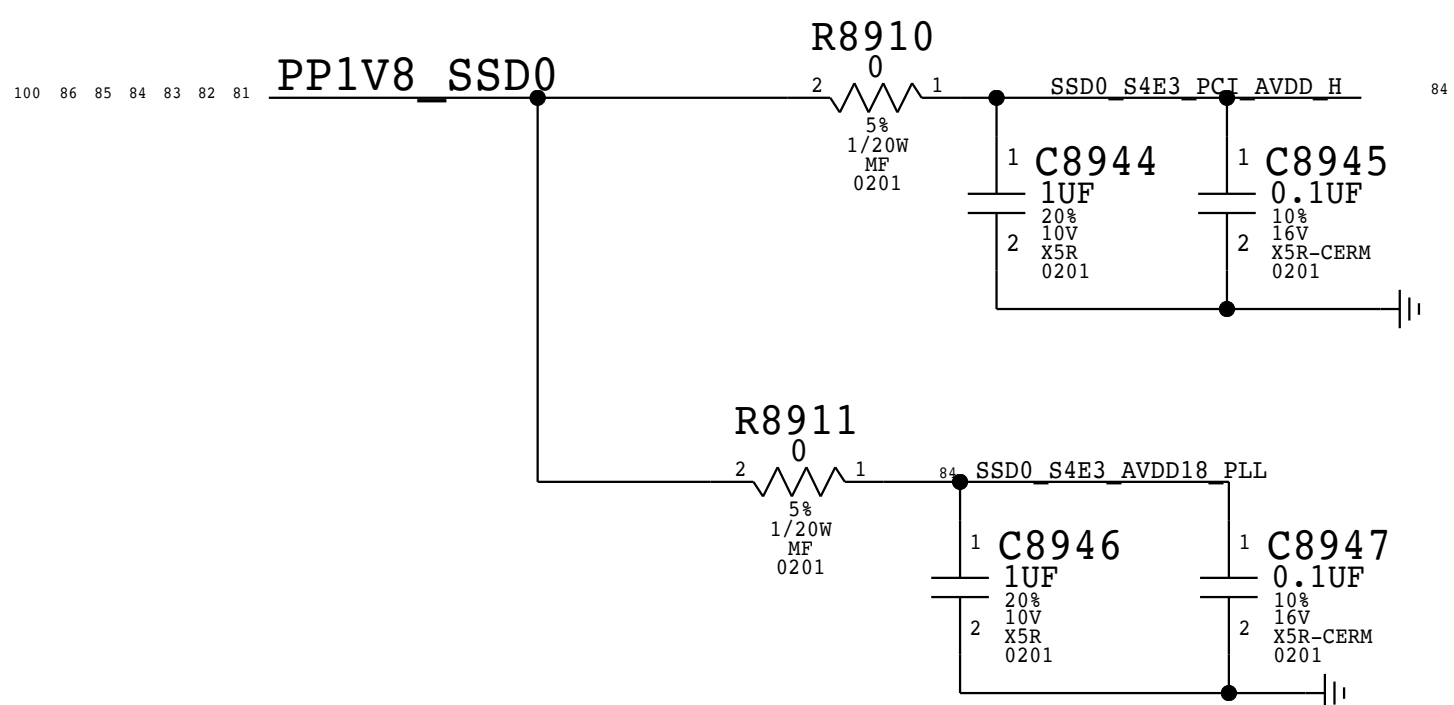 R8910
0
100 86 85 84 83 82 81 PP1V8_SSD0
2 1 SSD0_S4E3_PCI_AVDD_H 84
5%
1/20W
MF
0201
1 C8944
1UF
20%
10V
2 X5R
0201
1 C8945
0.1UF
10%
16V
2 X5R-CERM
0201
R8911
0
2 1 84 SSD0_S4E3_AVDD18_PLL
5%
1/20W
MF
0201
1 C8946
1UF
20%
10V
2 X5R
0201
1 C8947
0.1UF
10%
16V
2 X5R-CERM
0201